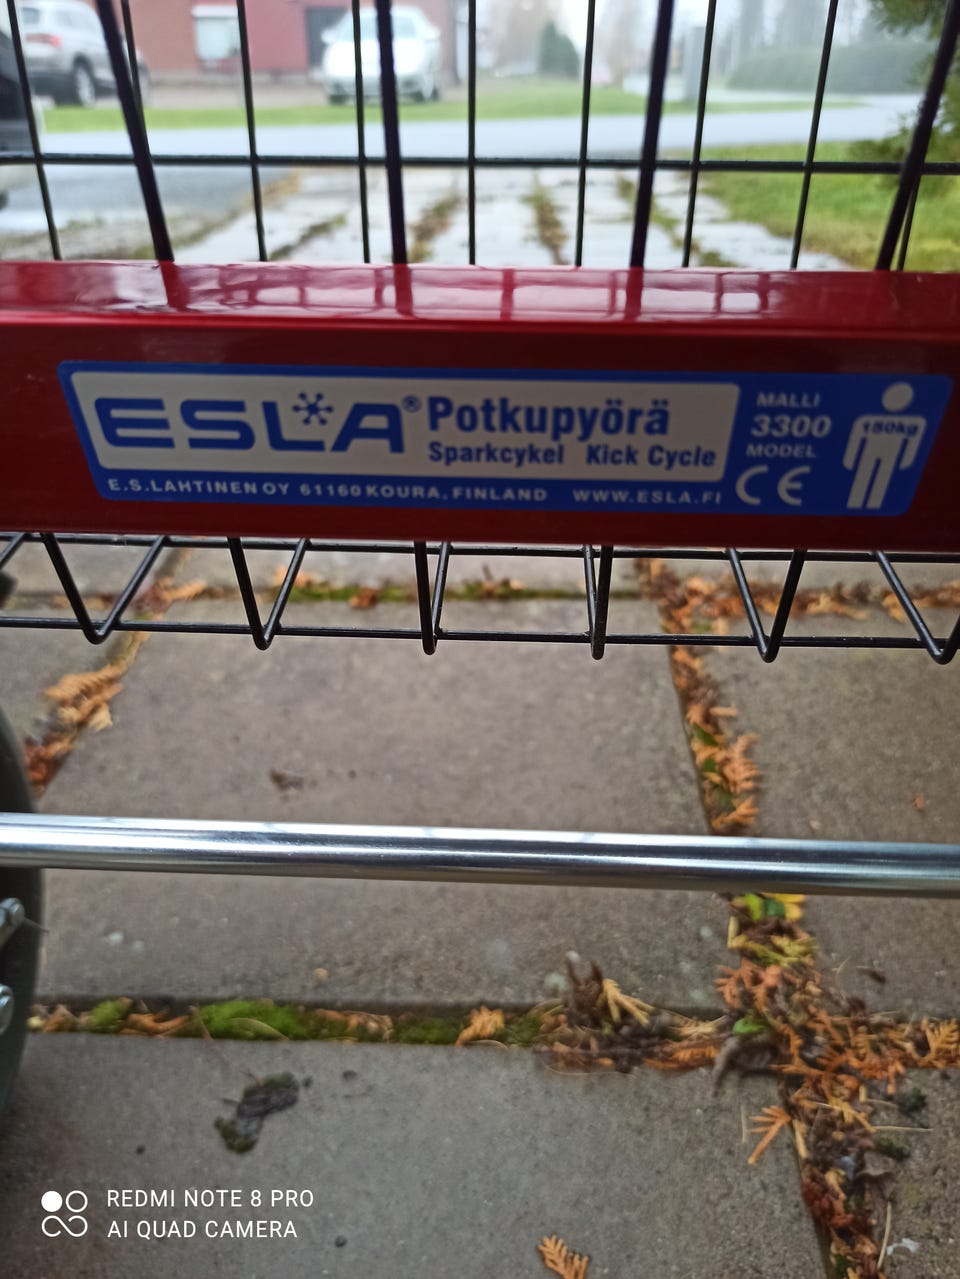 ESLA® Potkupyörä
Sparkcykel Kick Cycle
E.S.LAHTINEN OY 61160 KOURA, FINLAND WWW.ESLA.FI
MALLI
3300
MODEL
CE
150kg
REDMI NOTE 8 PRO
AI QUAD CAMERA